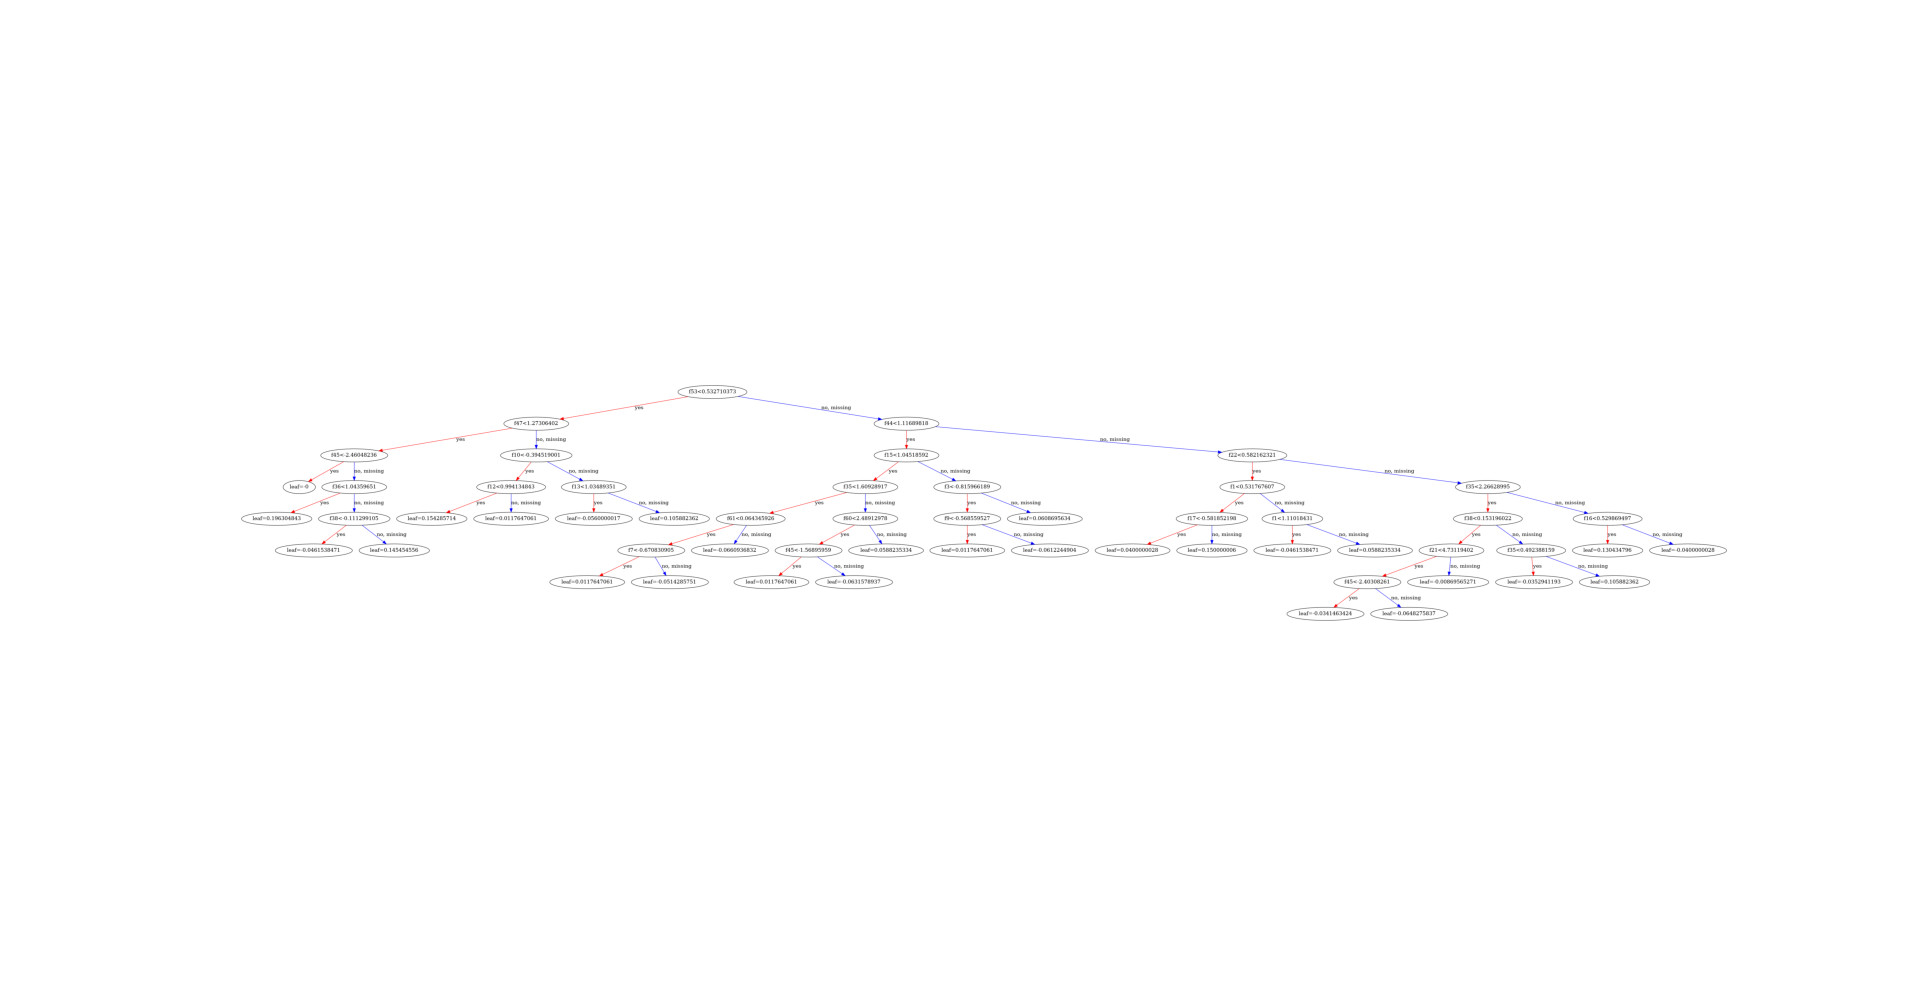 f53<0.532710373
yes
no, missing
f47<1.27306402
f44<1.11689818
yes
no, missing
yes
no, missing
f45<-2.46048236
f10<-0.394519001
f15<1.04518592
f22<0.582162321
yes
no, missing
yes
no, missing
yes
no, missing
yes
no, missing
leaf=-0
f36<1.04359651
f12<0.994134843
f13<1.03489351
f35<1.60928917
f3<-0.815966189
f1<0.531767607
f35<2.26628995
yes
no, missing
yes
no, missing
yes
no, missing
yes
no, missing
yes
no, missing
yes
no, missing
yes
no, missing
leaf=0.196304843
f38<-0.111299105
leaf=0.154285714
leaf=0.0117647061
leaf=-0.0560000017
leaf=0.105882362
f61<0.064345926
f60<2.48912978
f9<-0.568559527
leaf=0.0608695634
f17<-0.581852198
f1<1.11018431
f38<0.153196022
f16<0.529869497
yes
no, missing
yes
no, missing
yes
no, missing
yes
no, missing
yes
no, missing
yes
no, missing
yes
no, missing
yes
no, missing
leaf=-0.0461538471
leaf=0.145454556
f7<-0.670830905
leaf=-0.0660936832
f45<-1.56895959
leaf=0.0588235334
leaf=0.0117647061
leaf=-0.0612244904
leaf=0.0400000028
leaf=0.150000006
leaf=-0.0461538471
leaf=0.0588235334
f21<4.73119402
f35<0.492388159
leaf=0.130434796
leaf=-0.0400000028
yes
no, missing
yes
no, missing
yes
no, missing
yes
no, missing
leaf=0.0117647061
leaf=-0.0514285751
leaf=0.0117647061
leaf=-0.0631578937
f45<-2.40308261
leaf=-0.00869565271
leaf=-0.0352941193
leaf=0.105882362
yes
no, missing
leaf=-0.0341463424
leaf=-0.0648275837